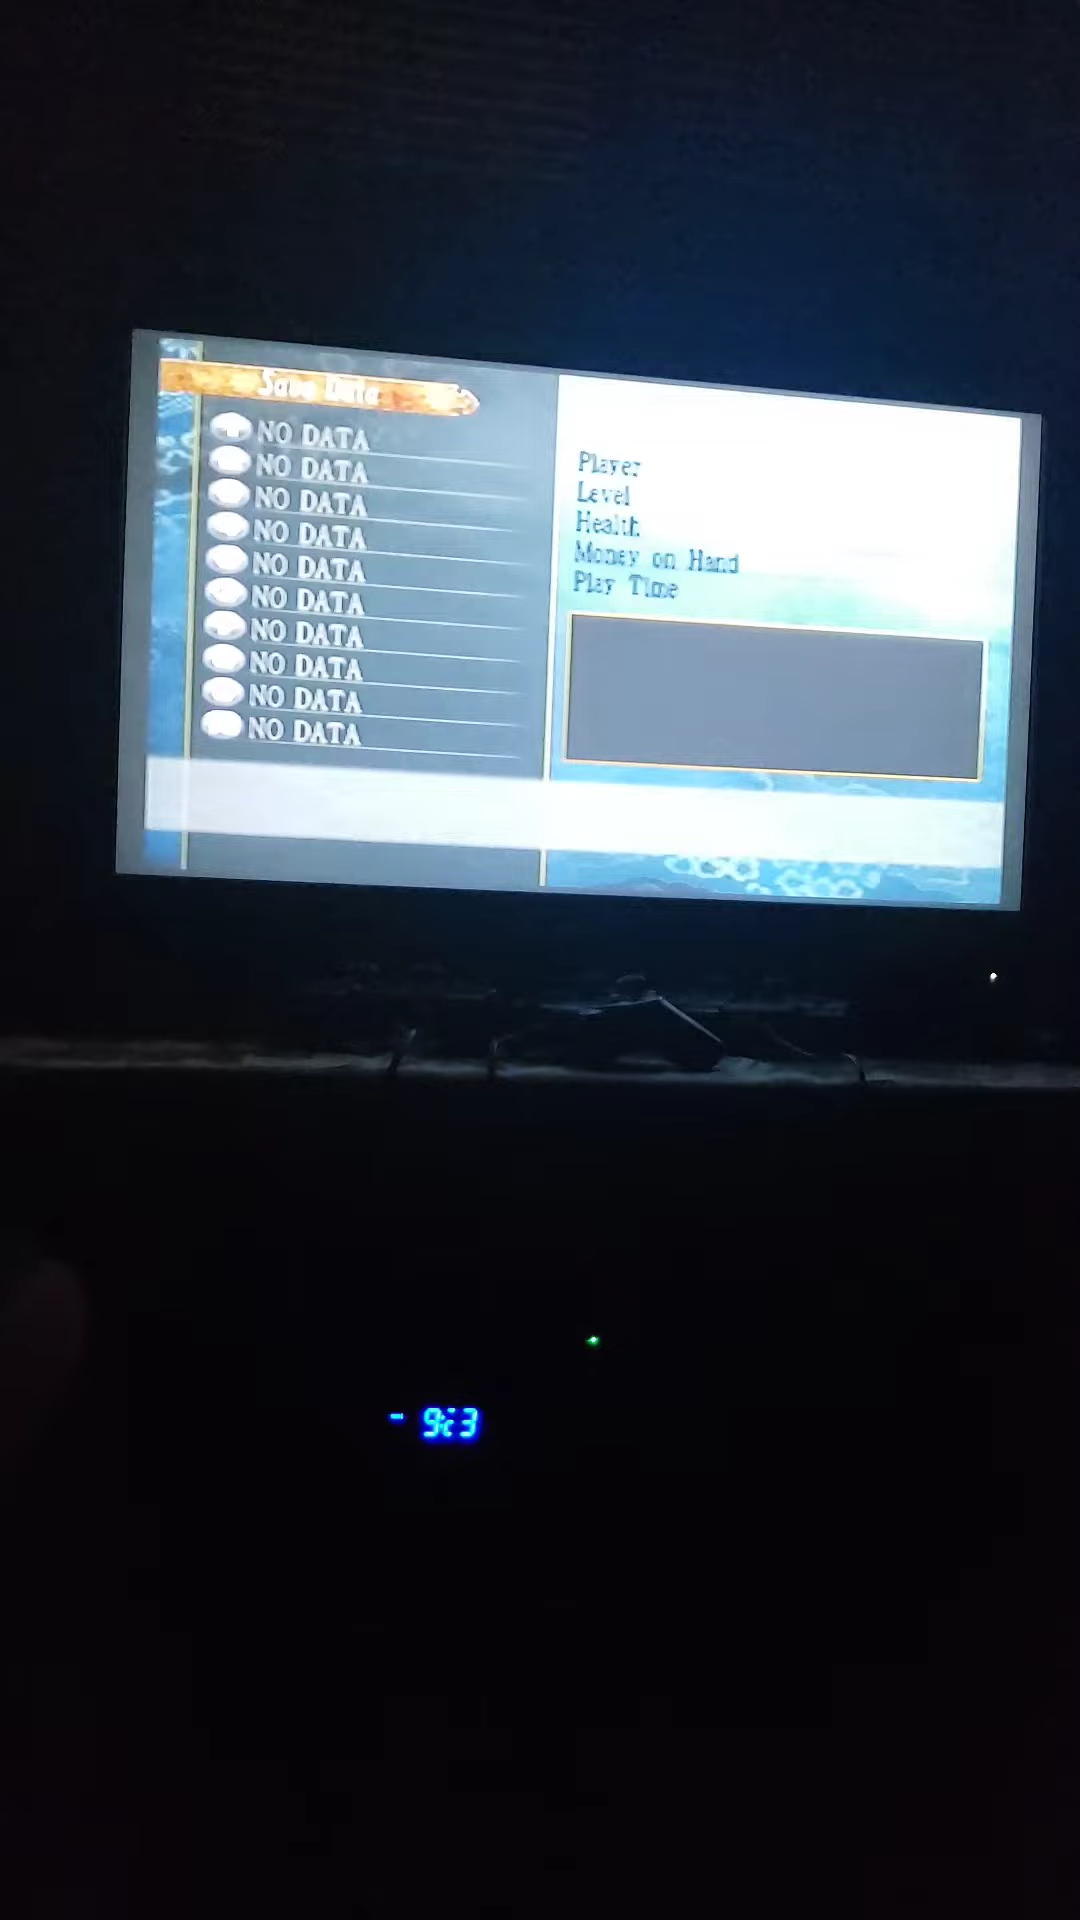 Save Data
NO DATA
NO DATA
NO DATA
NO DATA
NO DATA
NO DATA
NO DATA
NO DATA
NO DATA
NO DATA
Player
Level
Health
Money on Hand
Play Time